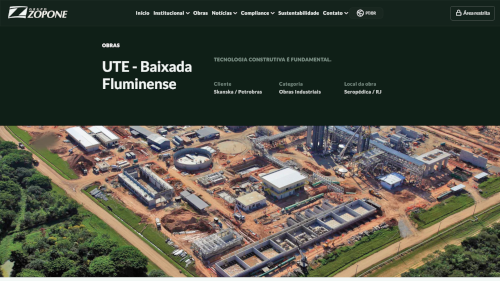 GRUPO
ZOPONE
Início Institucional Obras Notícias Compliance Sustentabilidade Contato PTBR Área restrita
OBRAS
UTE - Baixada
Fluminense
TECNOLOGIA CONSTRUTIVA É FUNDAMENTAL.
Cliente Categoria Local da obra
Skanska / Petrobras Obras Industriais Seropédica / RJ